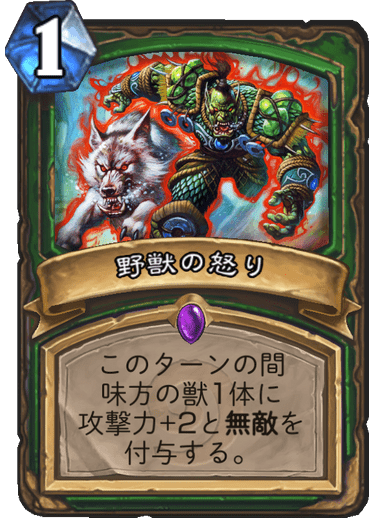 1
野獣の怒り
このターンの間
味方の獣1体に
攻撃力+2と無敵を
付与する。